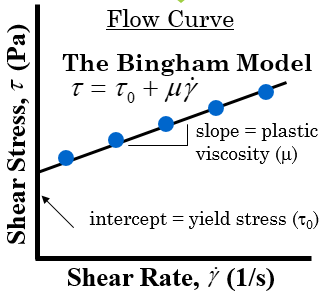 Flow Curve
The Bingham Model
τ = τ₀ + μγ̇
slope = plastic
viscosity (μ)
intercept = yield stress (τ₀)
Shear Stress, τ (Pa)
Shear Rate, γ̇ (1/s)